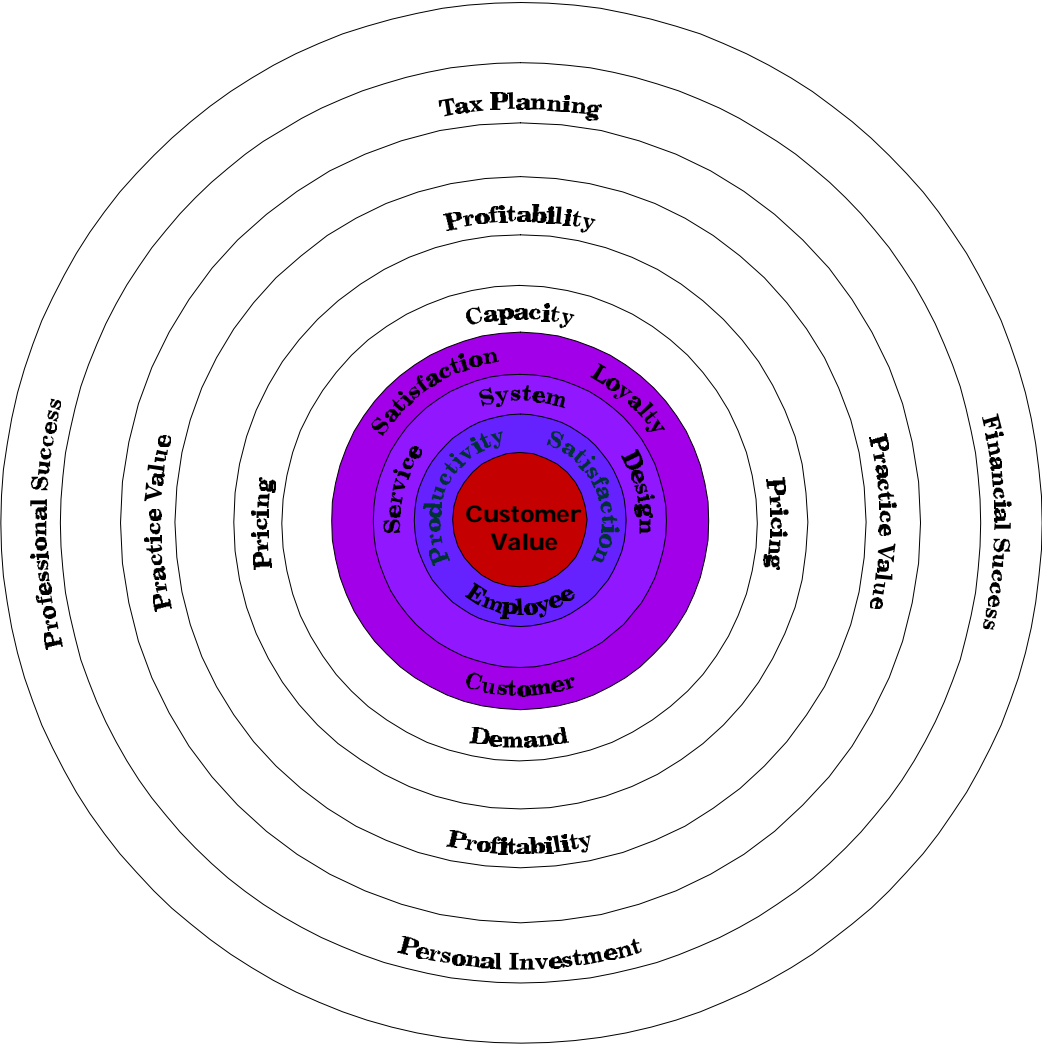 Tax Planning
Profitability
Capacity
Satisfaction
Loyalty
System
Service
Design
Productivity
Satisfaction
Customer
Value
Employee
Customer
Demand
Pricing
Pricing
Practice Value
Practice Value
Professional Success
Financial Success
Profitability
Personal Investment